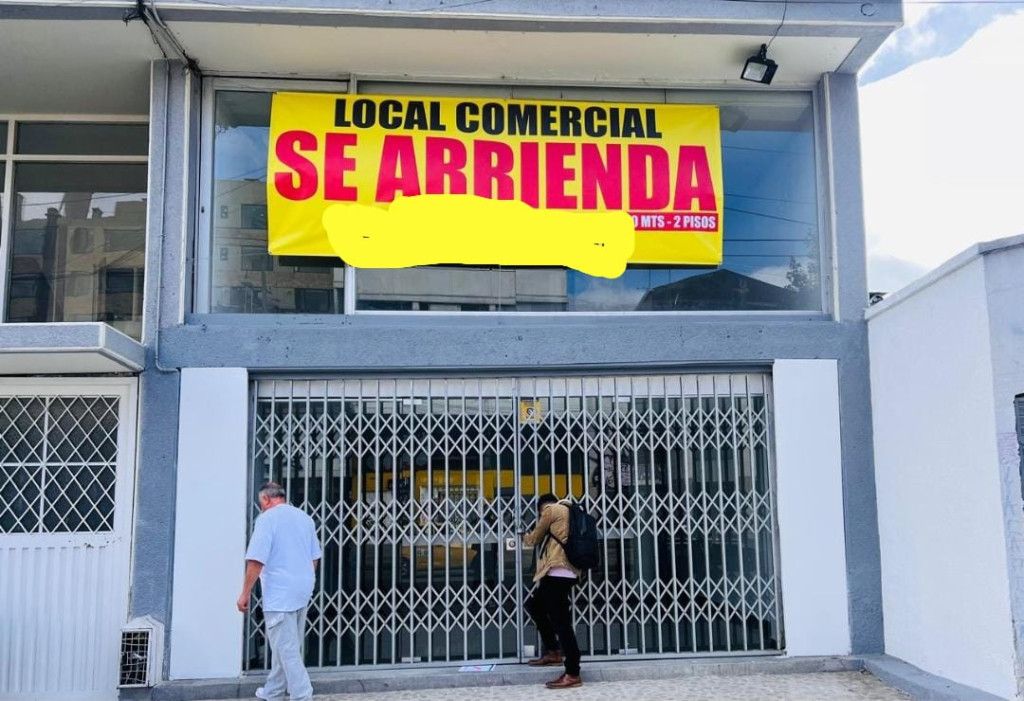 LOCAL COMERCIAL
SE ARRIENDA
MTS - 2 PISOS